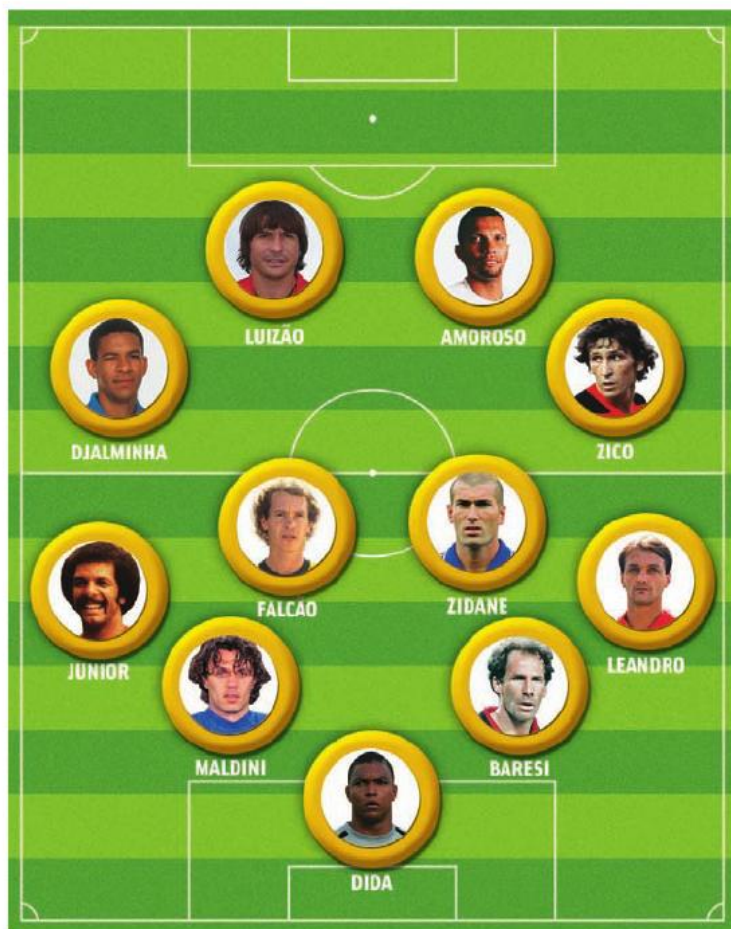 LUIZÃO
AMOROSO
DJALMINHA
ZICO
FALCÃO
ZIDANE
JUNIOR
LEANDRO
MALDINI
BARESI
DIDA